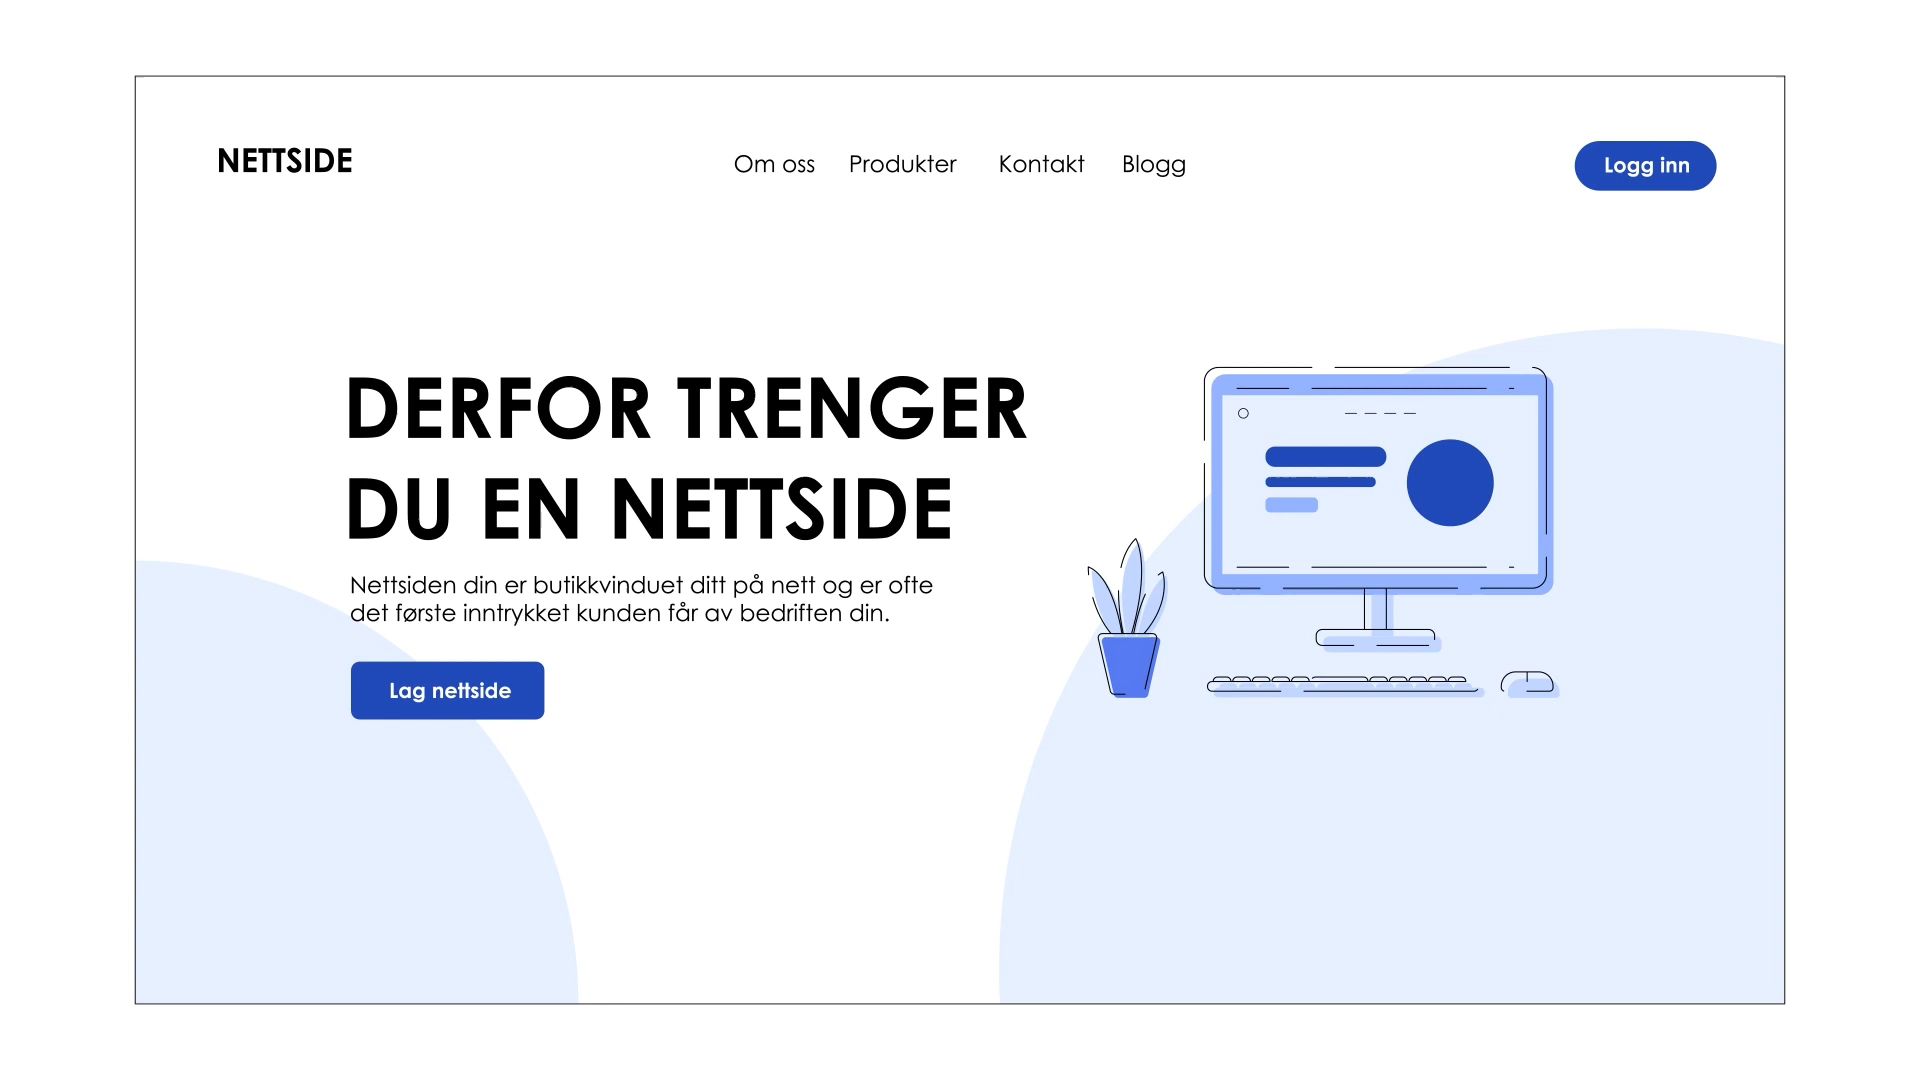 NETTSIDE
Om oss Produkter Kontakt Blogg
Logg inn
DERFOR TRENGER
DU EN NETTSIDE
Nettsiden din er butikkvinduet ditt på nett og er ofte
det første inntrykket kunden får av bedriften din.
Lag nettside